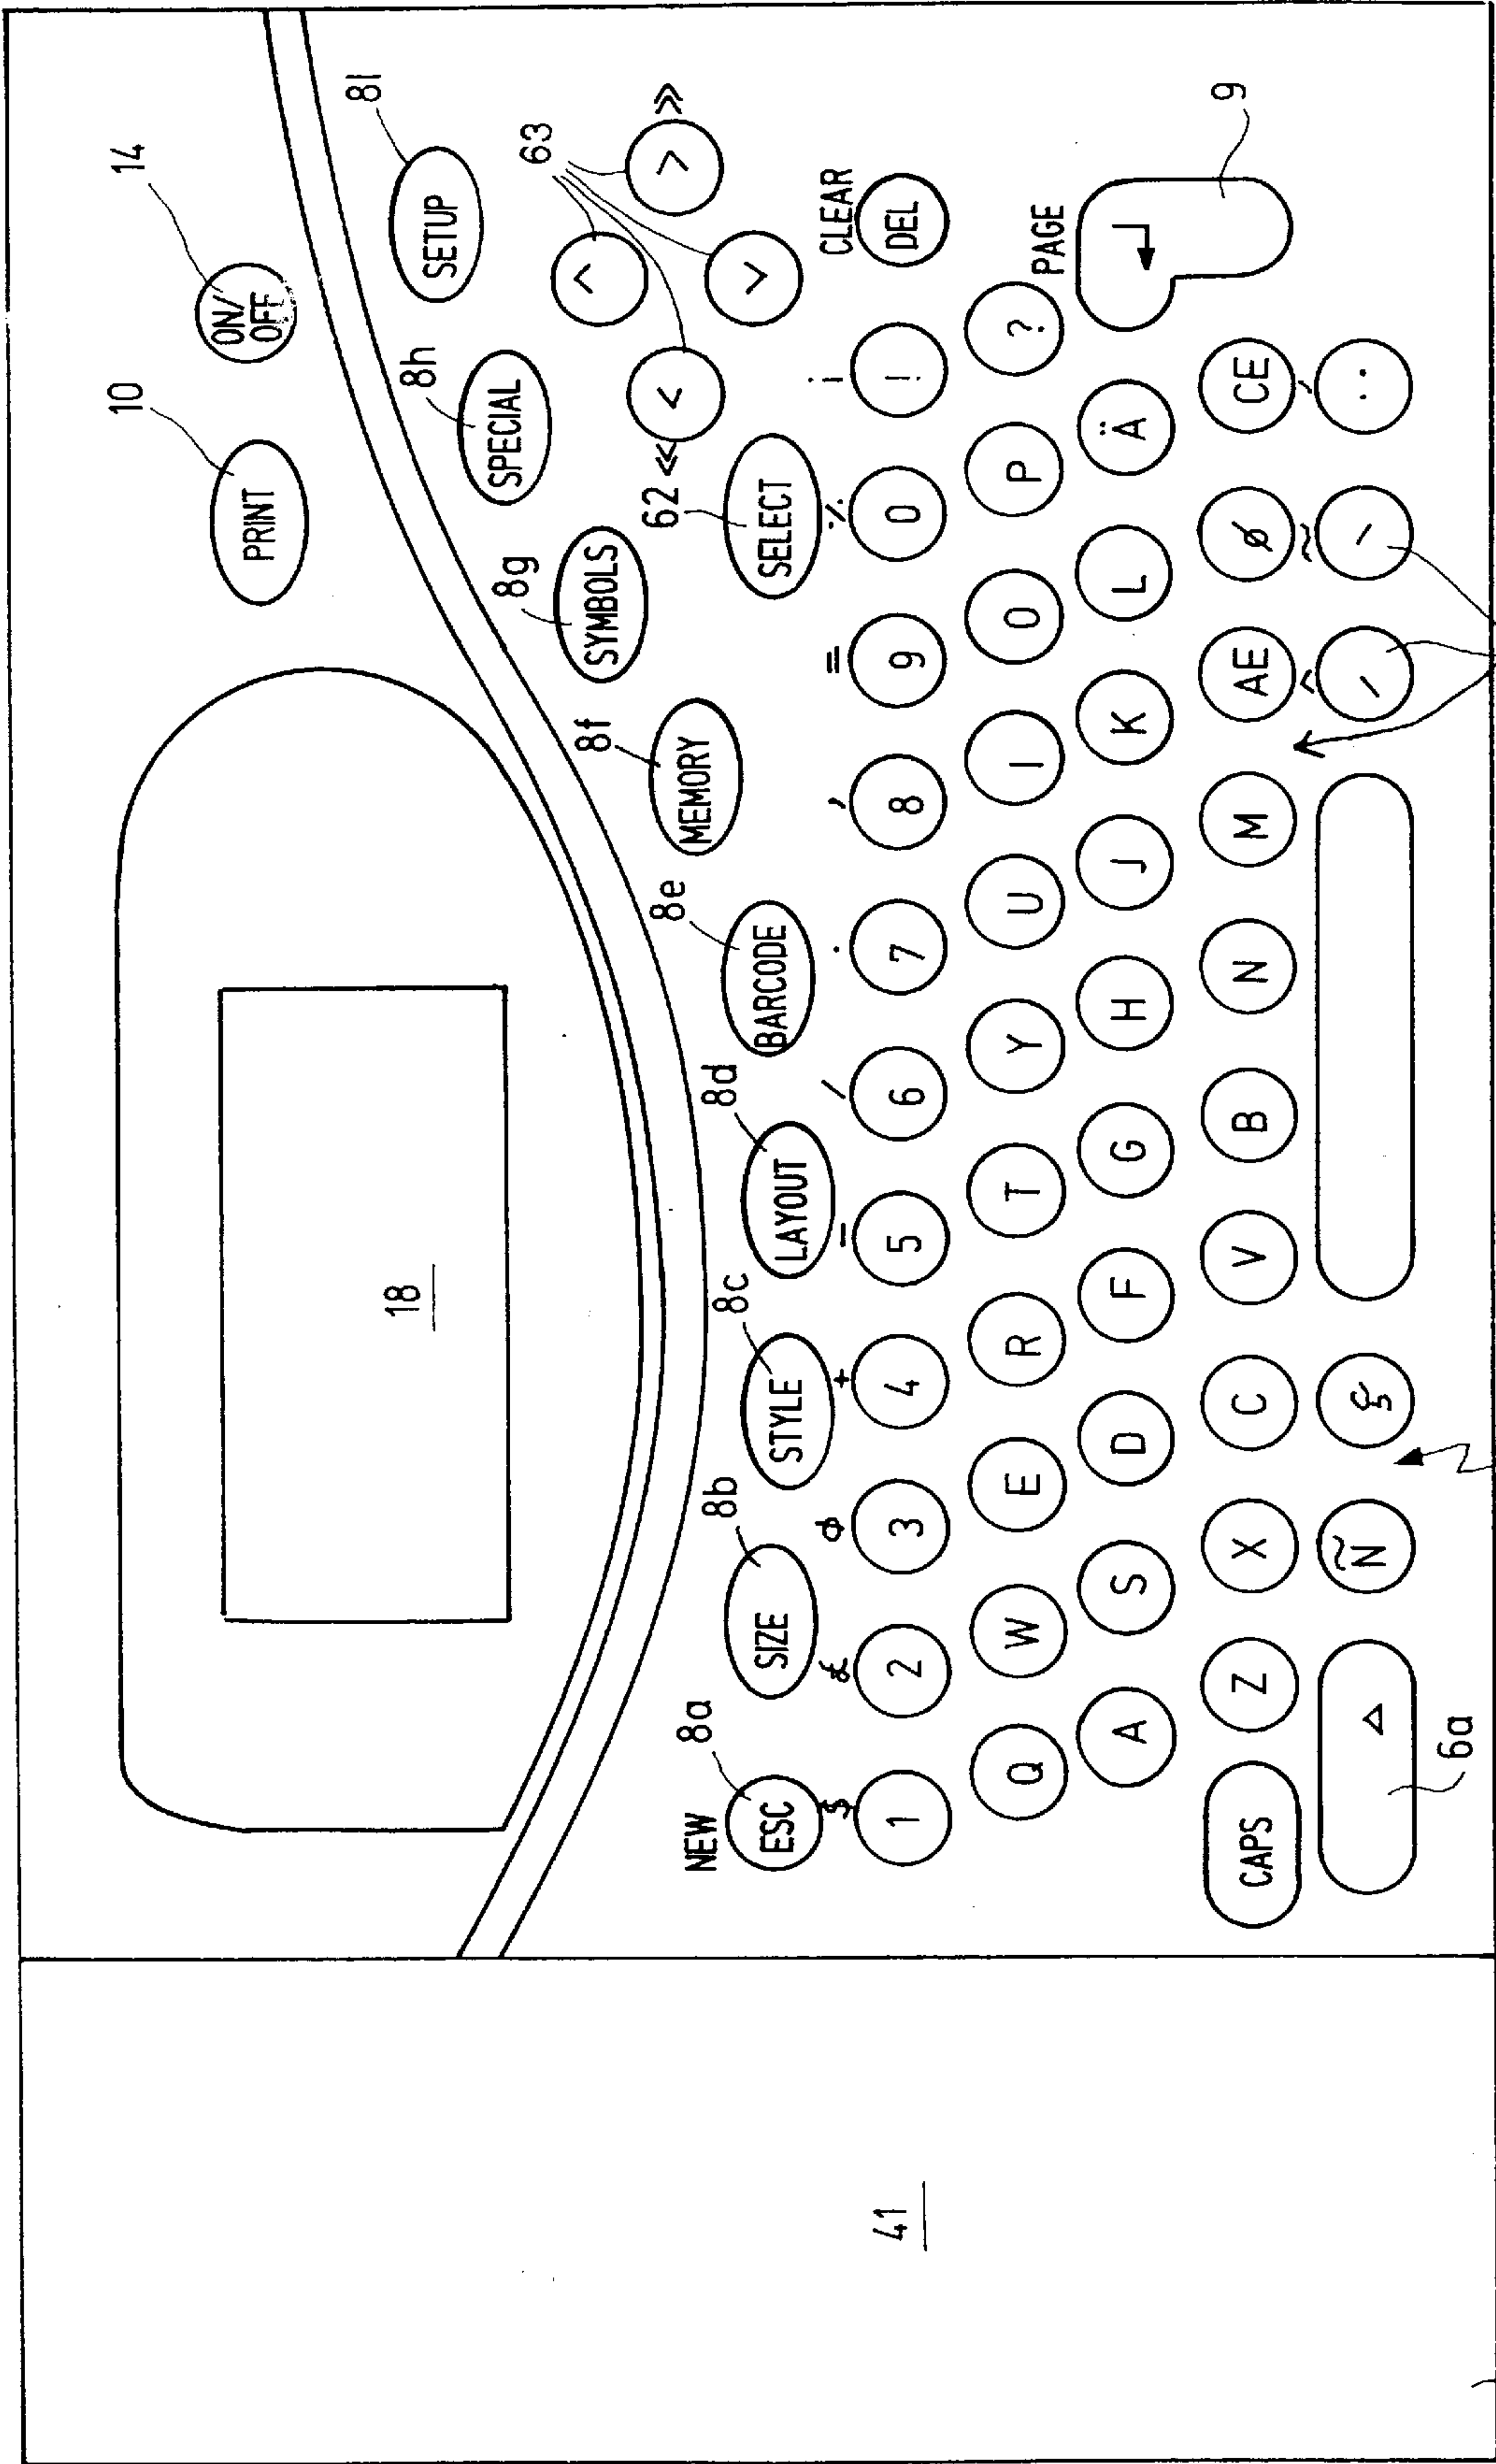 10 14
PRINT ON/
OFF
8i
SETUP
8h
SPECIAL
63
^
< > « »
v
8g
SYMBOLS
62
SELECT
8f
MEMORY
8e
BARCODE
8d
LAYOUT
8c
STYLE
8b
SIZE
8a
NEW
ESC
18
CLEAR
DEL
$ £ + – / . , = % ¡
1 2 3 4 5 6 7 8 9 0 !
Q W E R T Y U I O P ?
PAGE
A S D F G H J K L Ä
9
CAPS Z X C V B N M AE Ø CE
Ñ
6a
41